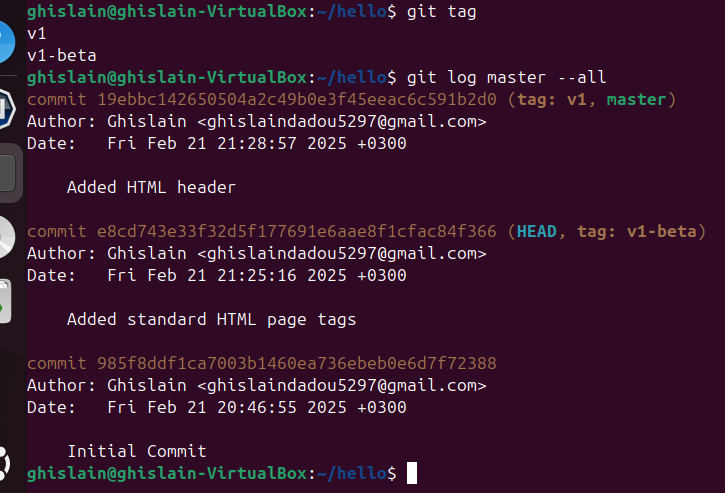 ghislain@ghislain-VirtualBox:~/hello$ git tag
v1
v1-beta
ghislain@ghislain-VirtualBox:~/hello$ git log master --all
commit 19ebbc142650504a2c49b0e3f45eeac6c591b2d0 (tag: v1, master)
Author: Ghislain <ghislaindadou5297@gmail.com>
Date:   Fri Feb 21 21:28:57 2025 +0300
    Added HTML header
commit e8cd743e33f32d5f177691e6aae8f1cfac84f366 (HEAD, tag: v1-beta)
Author: Ghislain <ghislaindadou5297@gmail.com>
Date:   Fri Feb 21 21:25:16 2025 +0300
    Added standard HTML page tags
commit 985f8ddf1ca7003b1460ea736ebeb0e6d7f72388
Author: Ghislain <ghislaindadou5297@gmail.com>
Date:   Fri Feb 21 20:46:55 2025 +0300
    Initial Commit
ghislain@ghislain-VirtualBox:~/hello$